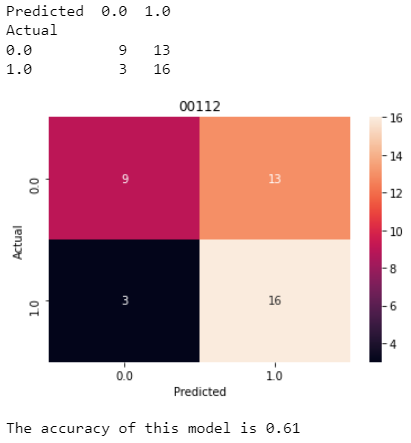 Predicted 0.0 1.0
Actual
0.0 9 13
1.0 3 16
00112
16
14
12
10
8
6
4
0.0 9 13
Actual
1.0 3 16
0.0 1.0
Predicted
The accuracy of this model is 0.61